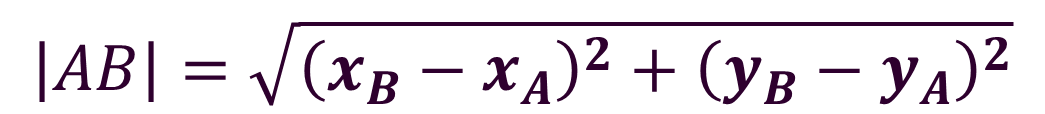 |AB| = √(x_B − x_A)² + (y_B − y_A)²